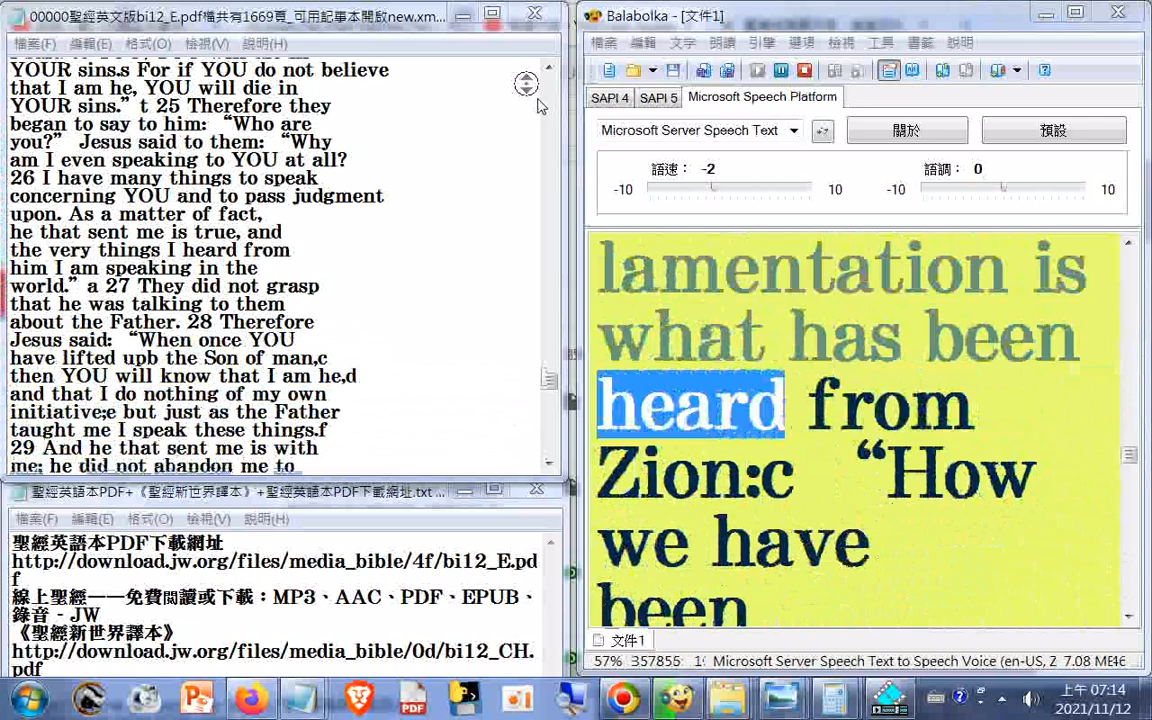 00000聖經英文版bi12_E.pdf檔共有1669頁_可用記事本開啟new.xm...
檔案(F) 編輯(E) 格式(O) 檢視(V) 說明(H)
YOUR sins.s For if YOU do not believe
that I am he, YOU will die in
YOUR sins.” t 25 Therefore they
began to say to him: “Who are
you?” Jesus said to them: “Why
am I even speaking to YOU at all?
26 I have many things to speak
concerning YOU and to pass judgment
upon. As a matter of fact,
he that sent me is true, and
the very things I heard from
him I am speaking in the
world.” a 27 They did not grasp
that he was talking to them
about the Father. 28 Therefore
Jesus said: “When once YOU
have lifted upb the Son of man,c
then YOU will know that I am he,d
and that I do nothing of my own
initiative;e but just as the Father
taught me I speak these things.f
29 And he that sent me is with
me; he did not abandon me to
聖經英語本PDF+《聖經新世界譯本》+聖經英語本PDF下載網址.txt ...
檔案(F) 編輯(E) 格式(O) 檢視(V) 說明(H)
聖經英語本PDF下載網址
http://download.jw.org/files/media_bible/4f/bi12_E.pd
f
線上聖經——免費閱讀或下載：MP3、AAC、PDF、EPUB、
錄音 - JW
《聖經新世界譯本》
http://download.jw.org/files/media_bible/0d/bi12_CH.
pdf
Balabolka - [文件1]
檔案 編輯 文字 朗讀 引擎 選項 檢視 工具 書籤 說明
SAPI 4 SAPI 5 Microsoft Speech Platform
Microsoft Server Speech Text 關於 預設
語速： -2 語調： 0
-10 10 -10 10
lamentation is
what has been
heard from
Zion:c “How
we have
been
文件1
57% 357855 Microsoft Server Speech Text to Speech Voice (en-US, Z 7.08 ME46
上午 07:14
2021/11/12